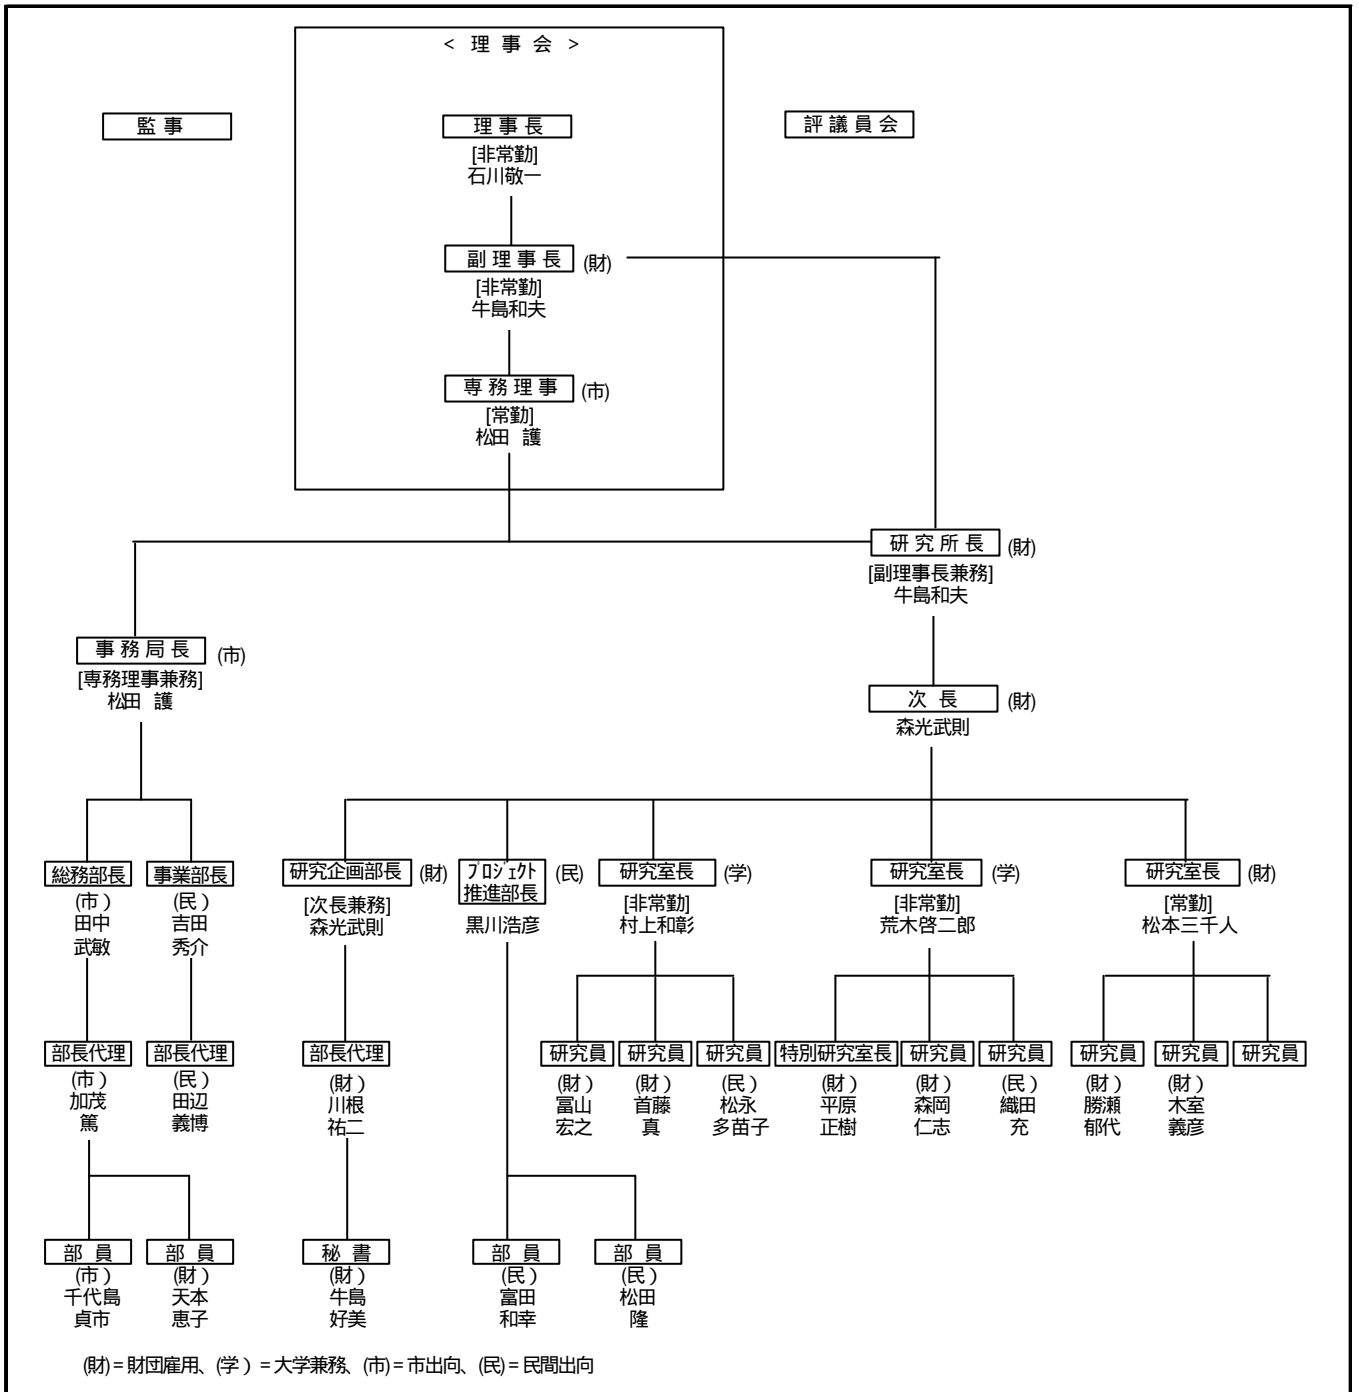 < 理 事 会 >
監 事
理 事 長
評 議 員 会
[非常勤]
石川敬一
副 理 事 長 (財)
[非常勤]
牛島和夫
専 務 理 事 (市)
[常勤]
松田 護
研 究 所 長 (財)
[副理事長兼務]
牛島和夫
事 務 局 長 (市)
[専務理事兼務]
松田 護
次 長 (財)
森光武則
総務部長
(市)
田中
武敏
事業部長
(民)
吉田
秀介
研究企画部長 (財)
[次長兼務]
森光武則
プロジェクト
推進部長 (民)
黒川浩彦
研究室長 (学)
[非常勤]
村上和彰
研究室長 (学)
[非常勤]
荒木啓二郎
研究室長 (財)
[常勤]
松本三千人
部長代理
(市)
加茂
篤
部長代理
(民)
田辺
義博
部長代理
(財)
川根
祐二
研究員
(財)
冨山
宏之
研究員
(財)
首藤
真
研究員
(民)
松永
多苗子
特別研究室長
(財)
平原
正樹
研究員
(財)
森岡
仁志
研究員
(民)
織田
充
研究員
(財)
勝瀬
郁代
研究員
(財)
木室
義彦
研究員
部 員
(市)
千代島
貞市
部 員
(財)
天本
恵子
秘 書
(財)
牛島
好美
部 員
(民)
富田
和幸
部 員
(民)
松田
隆
(財)=財団雇用、(学)=大学兼務、(市)=市出向、(民)=民間出向